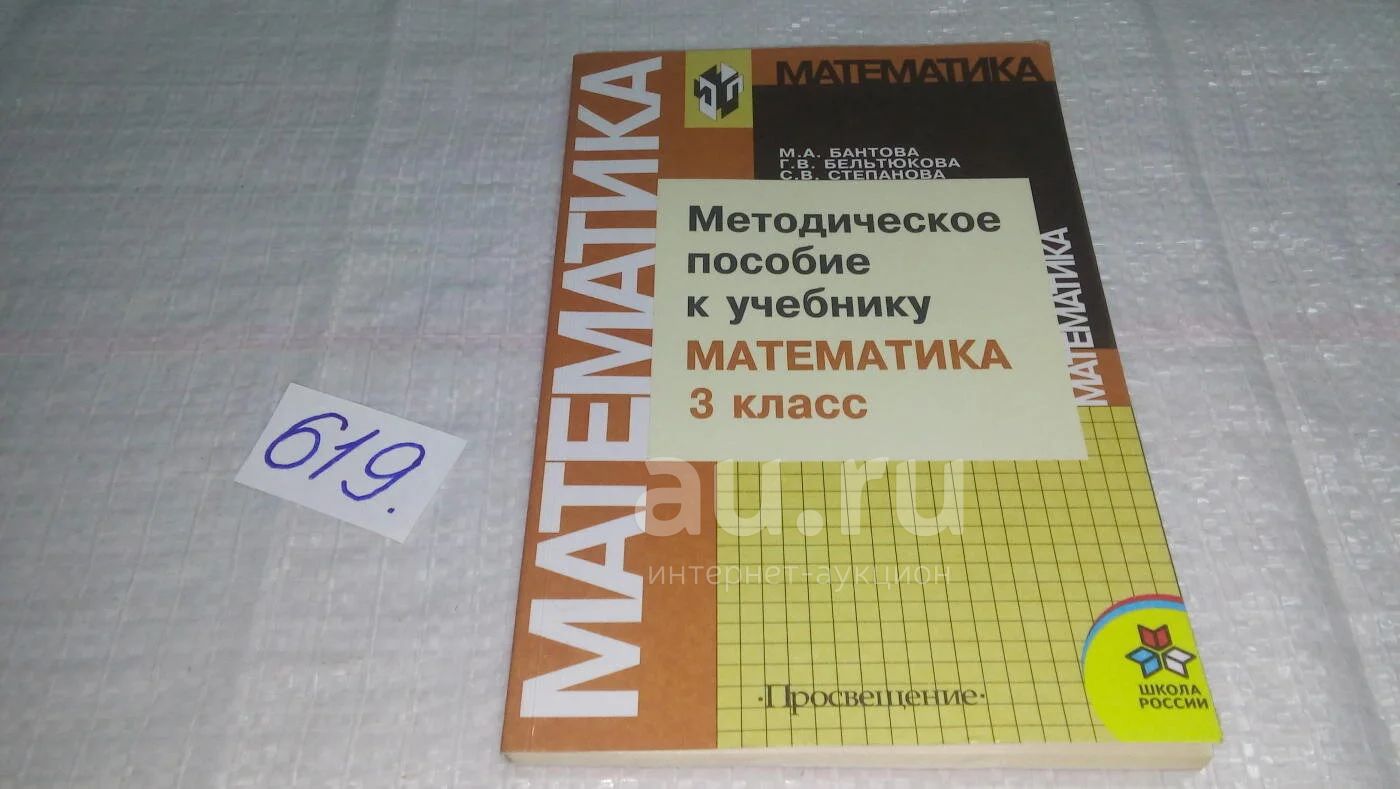 МАТЕМАТИКА
МАТЕМАТИКА
М.А. БАНТОВА
Г.В. БЕЛЬТЮКОВА
С.В. СТЕПАНОВА
Методическое
пособие
к учебнику
МАТЕМАТИКА
3 класс
МАТЕМАТИКА
619.
au.ru
интернет-аукцион
·Просвещение·
ШКОЛА
РОССИИ